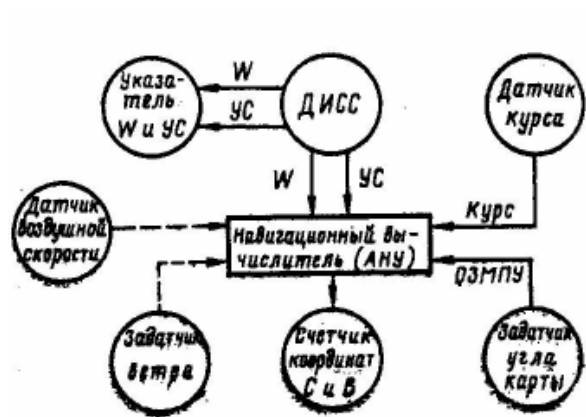 Указа-
тель
W и УС
W
УС
ДИСС
Датчик
курса
W
УС
Курс
Датчик
воздушной
скорости
Навигационный вы-
числитель (АНУ)
ОЗМПУ
Задатчик
ветра
Счетчик
координат
С и В
Задатчик
угла
карты